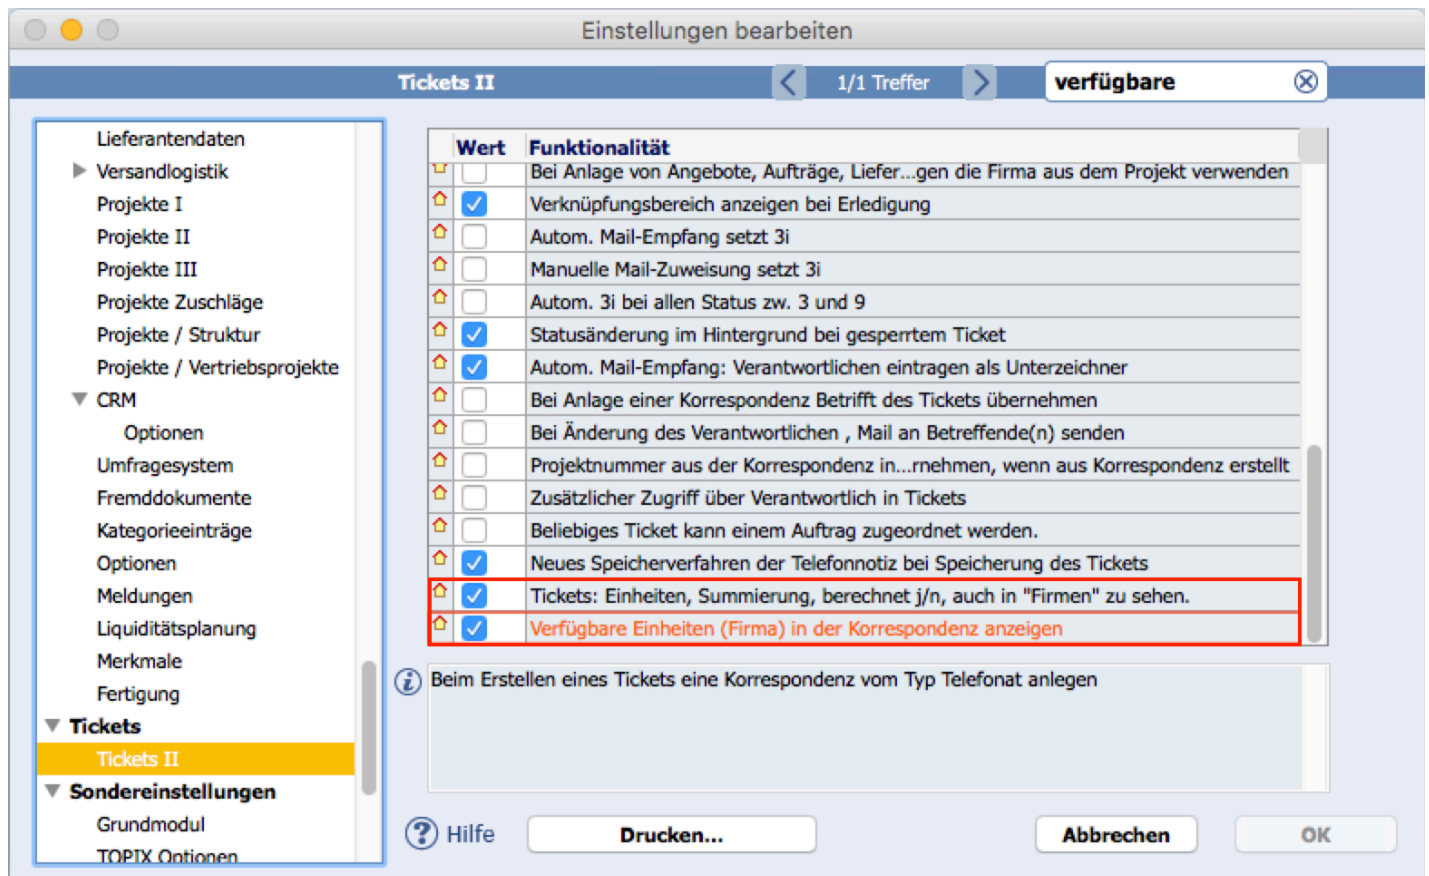 Einstellungen bearbeiten
Tickets II
1/1 Treffer
verfügbare
Lieferantendaten
Versandlogistik
Projekte I
Projekte II
Projekte III
Projekte Zuschläge
Projekte / Struktur
Projekte / Vertriebsprojekte
CRM
Optionen
Umfragesystem
Fremddokumente
Kategorieeinträge
Optionen
Meldungen
Liquiditätsplanung
Merkmale
Fertigung
Tickets
Tickets II
Sondereinstellungen
Grundmodul
TOPIX Optionen
Wert Funktionalität
Bei Anlage von Angebote, Aufträge, Liefer...gen die Firma aus dem Projekt verwenden
Verknüpfungsbereich anzeigen bei Erledigung
Autom. Mail-Empfang setzt 3i
Manuelle Mail-Zuweisung setzt 3i
Autom. 3i bei allen Status zw. 3 und 9
Statusänderung im Hintergrund bei gesperrtem Ticket
Autom. Mail-Empfang: Verantwortlichen eintragen als Unterzeichner
Bei Anlage einer Korrespondenz Betrifft des Tickets übernehmen
Bei Änderung des Verantwortlichen , Mail an Betreffende(n) senden
Projektnummer aus der Korrespondenz in...rnehmen, wenn aus Korrespondenz erstellt
Zusätzlicher Zugriff über Verantwortlich in Tickets
Beliebiges Ticket kann einem Auftrag zugeordnet werden.
Neues Speicherverfahren der Telefonnotiz bei Speicherung des Tickets
Tickets: Einheiten, Summierung, berechnet j/n, auch in "Firmen" zu sehen.
Verfügbare Einheiten (Firma) in der Korrespondenz anzeigen
Beim Erstellen eines Tickets eine Korrespondenz vom Typ Telefonat anlegen
Hilfe
Drucken...
Abbrechen
OK